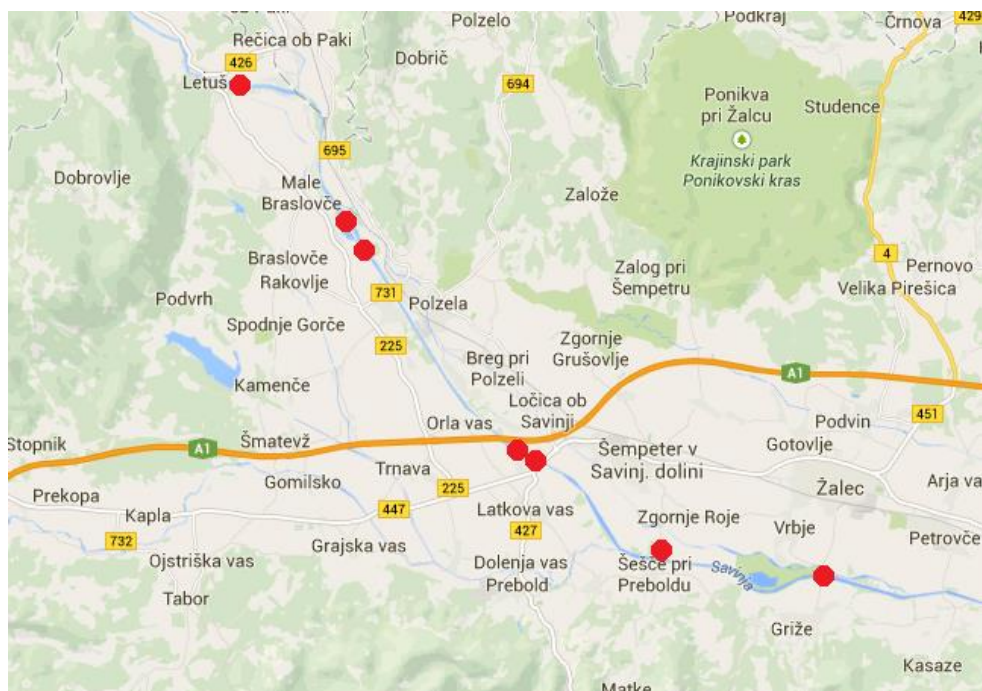 Polzelo
Podkraj
Črnova
429
Rečica ob Paki
426
Letuš
Dobrič
694
Ponikva
pri Žalcu
Studence
Krajinski park
Ponikovski kras
695
Dobrovlje
Male
Braslovče
Založe
Braslovče
Rakovlje
4
Pernovo
Velika Pirešica
Zalog pri
Šempetru
Podvrh
731
Polzela
Spodnje Gorče
225
Zgornje
Grušovlje
Breg pri
Polzeli
A1
Kamenče
Ločica ob
Savinji
Orla vas
451
Podvin
Stopnik
A1
Šmatevž
Šempeter v
Savinj. dolini
Gotovlje
Trnava
Gomilsko
225
Žalec
Arja va
Prekopa
Kapla
447
Latkova vas
Zgornje Roje
Vrbje
732
Grajska vas
427
Petrovče
Ojstriška vas
Dolenja vas
Prebold
Šešče pri
Preboldu
Savinja
Tabor
Griže
Kasaze
Matke